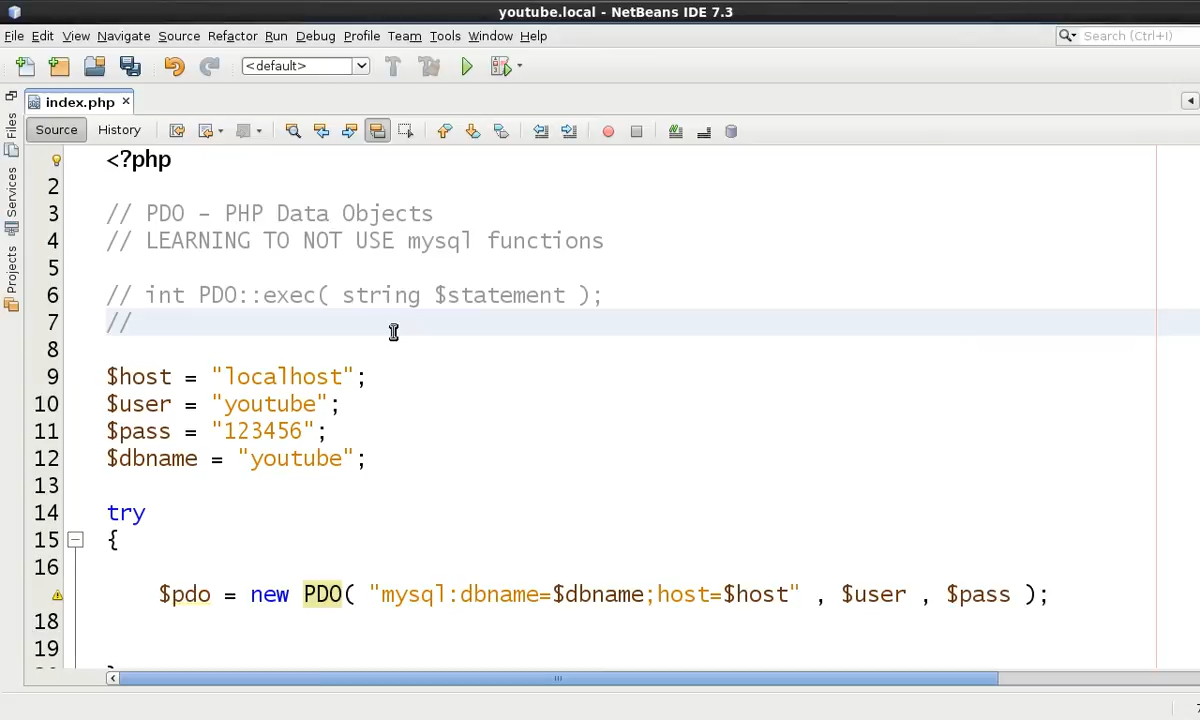 youtube.local - NetBeans IDE 7.3
File Edit View Navigate Source Refactor Run Debug Profile Team Tools Window Help
Search (Ctrl+I)
<default>
index.php
Source History
Files
Services
Projects
<?php
2
3 // PDO – PHP Data Objects
4 // LEARNING TO NOT USE mysql functions
5
6 // int PDO::exec( string $statement );
7 //
8
9 $host = "localhost";
10 $user = "youtube";
11 $pass = "123456";
12 $dbname = "youtube";
13
14 try
15 {
16
$pdo = new PDO( "mysql:dbname=$dbname;host=$host" , $user , $pass );
18
19